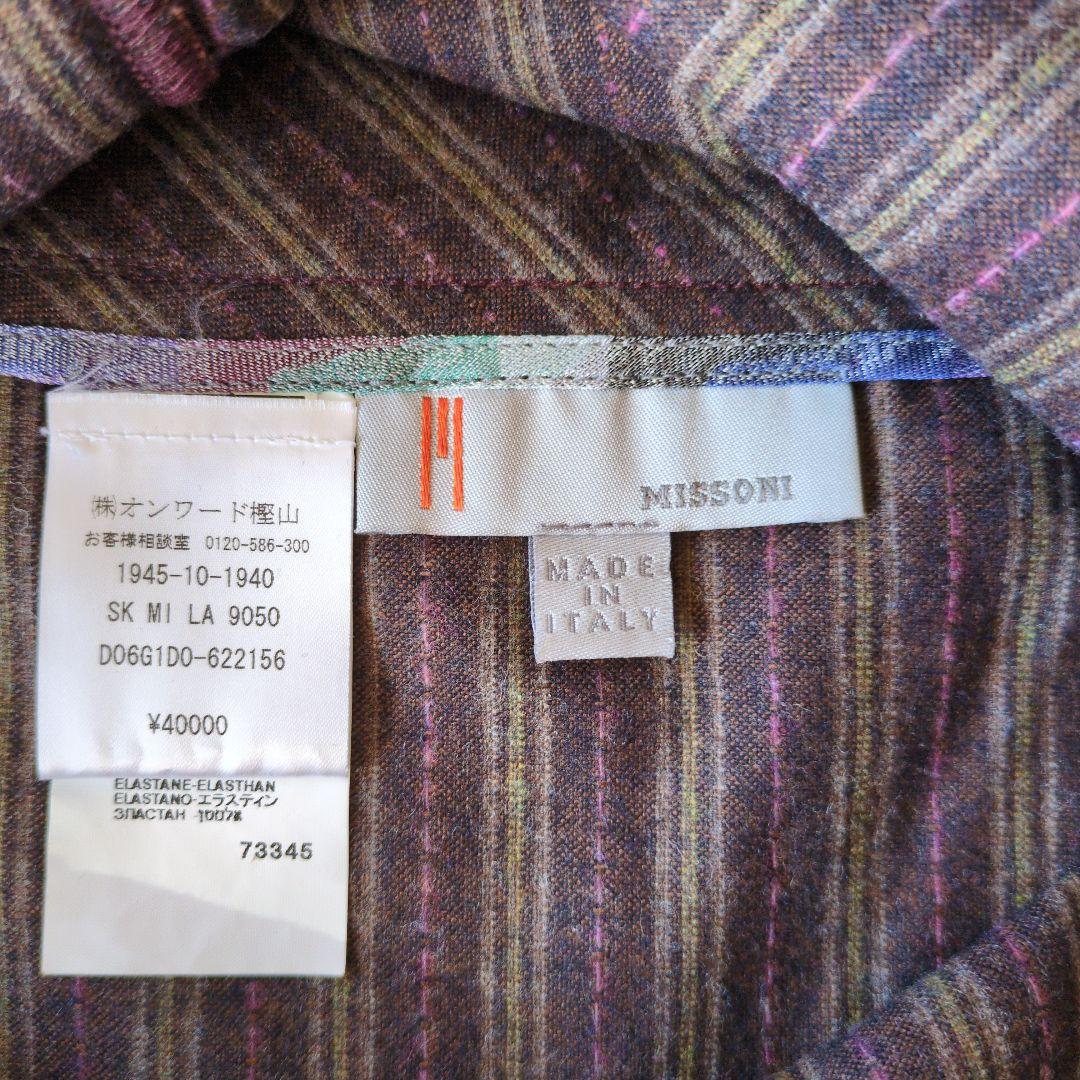 ㈱オンワード樫山
お客様相談室 0120-586-300
1945-10-1940
SK MI LA 9050
D06G1D0-622156
¥40000
ELASTANE-ELASTHAN
ELASTANO-エラスティン
ЭЛАСТАН
73345
M
MISSONI
MADE
IN
ITALY